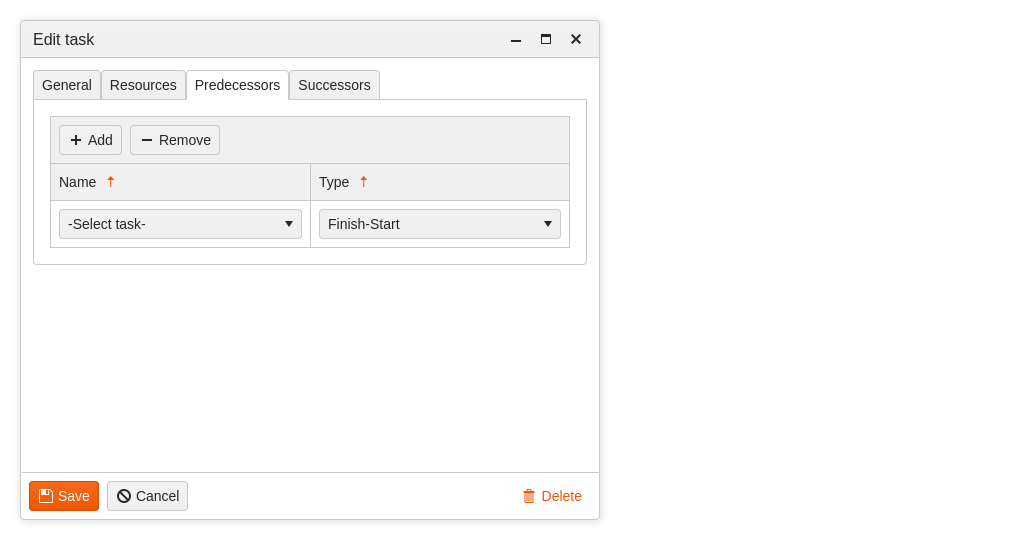 Edit task
General Resources Predecessors Successors
Add Remove
Name Type
-Select task- Finish-Start
Save Cancel Delete